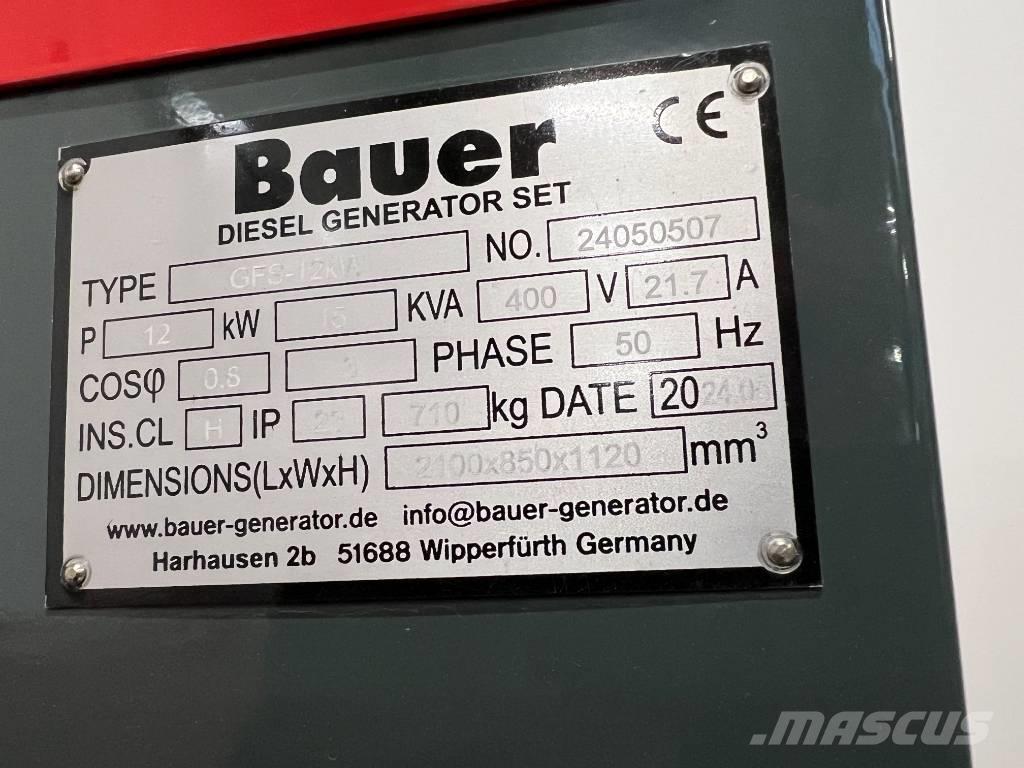 Bauer CE
DIESEL GENERATOR SET
TYPE GFS-12kW NO. 24050507
P 12 kW 15 KVA 400 V 21.7 A
COSφ 0.8 3 PHASE 50 Hz
INS.CL H IP 710 kg DATE 2024.05
DIMENSIONS(LxWxH) 2100x850x1120 mm³
www.bauer-generator.de info@bauer-generator.de
Harhausen 2b 51688 Wipperfürth Germany
MASCUS